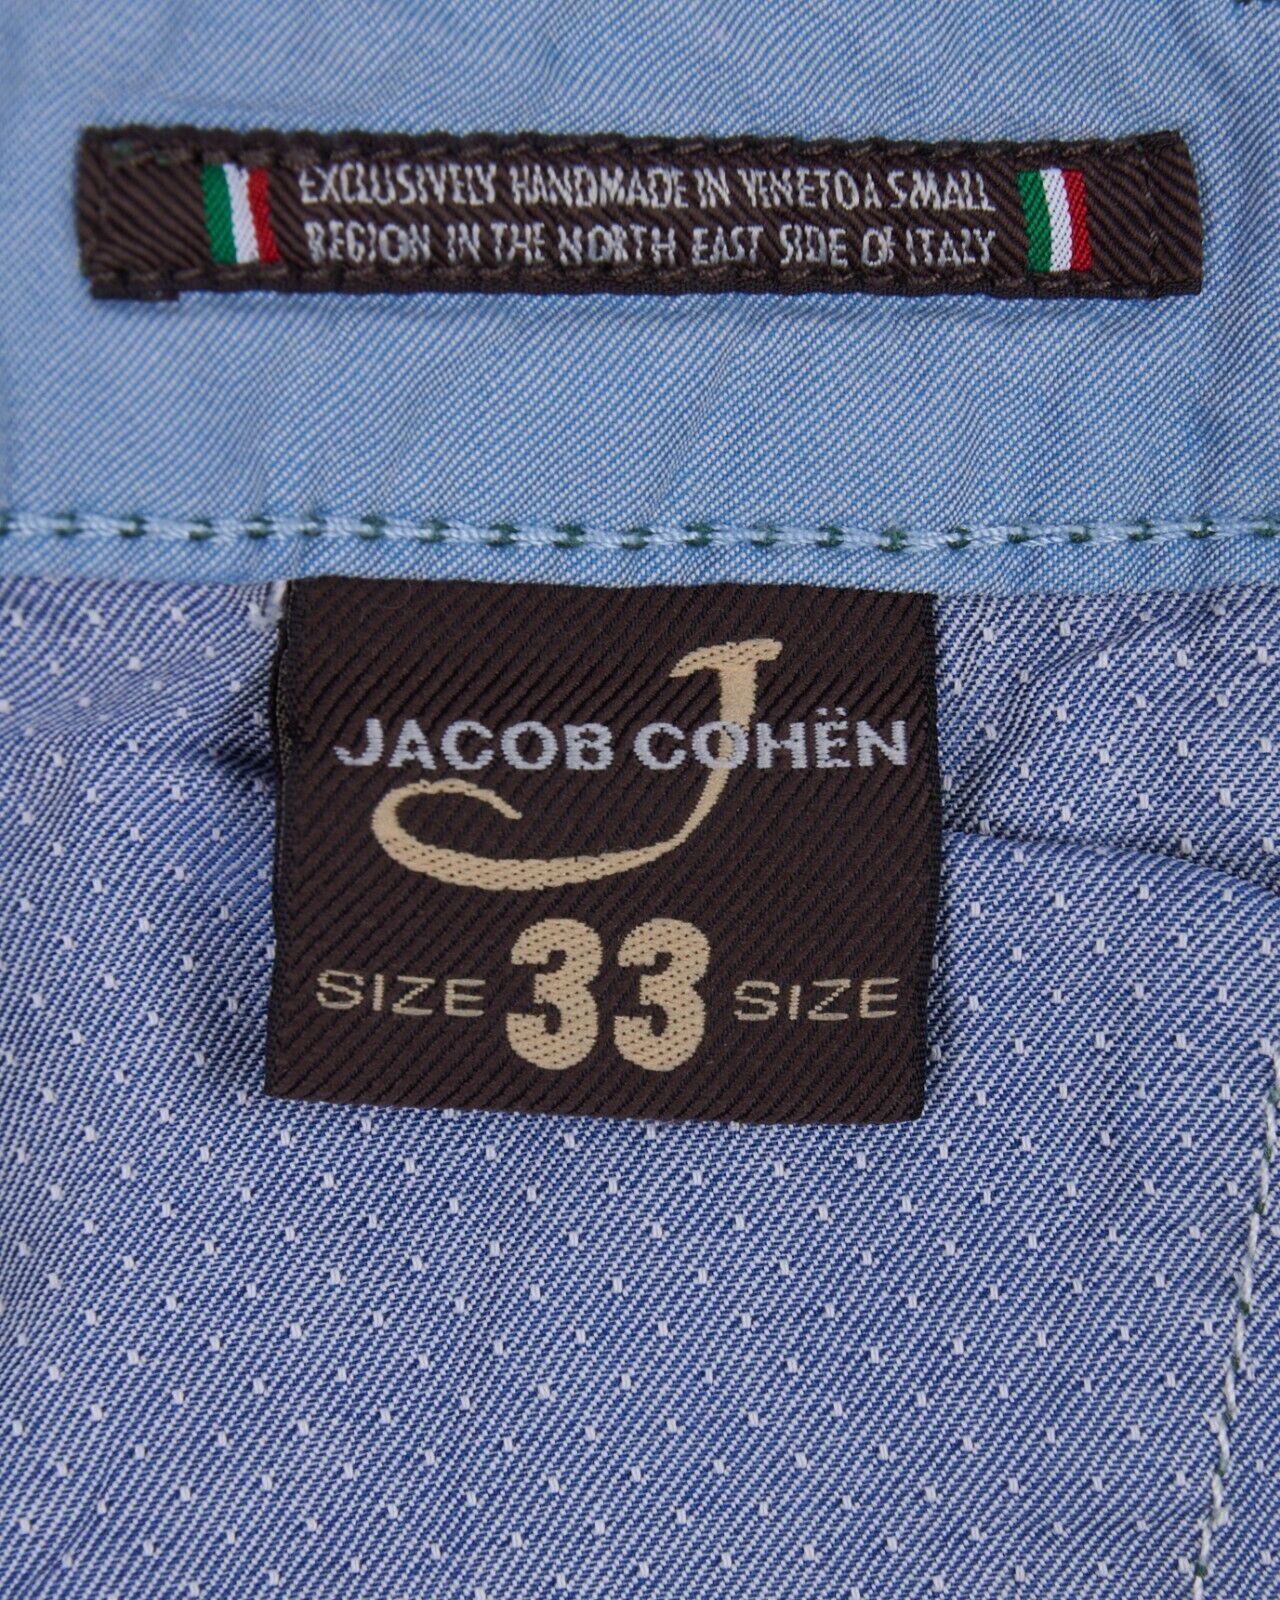 EXCLUSIVELY HANDMADE IN VENETO A SMALL
REGION IN THE NORTH EAST SIDE OF ITALY
JACOB COHËN
SIZE 33 SIZE